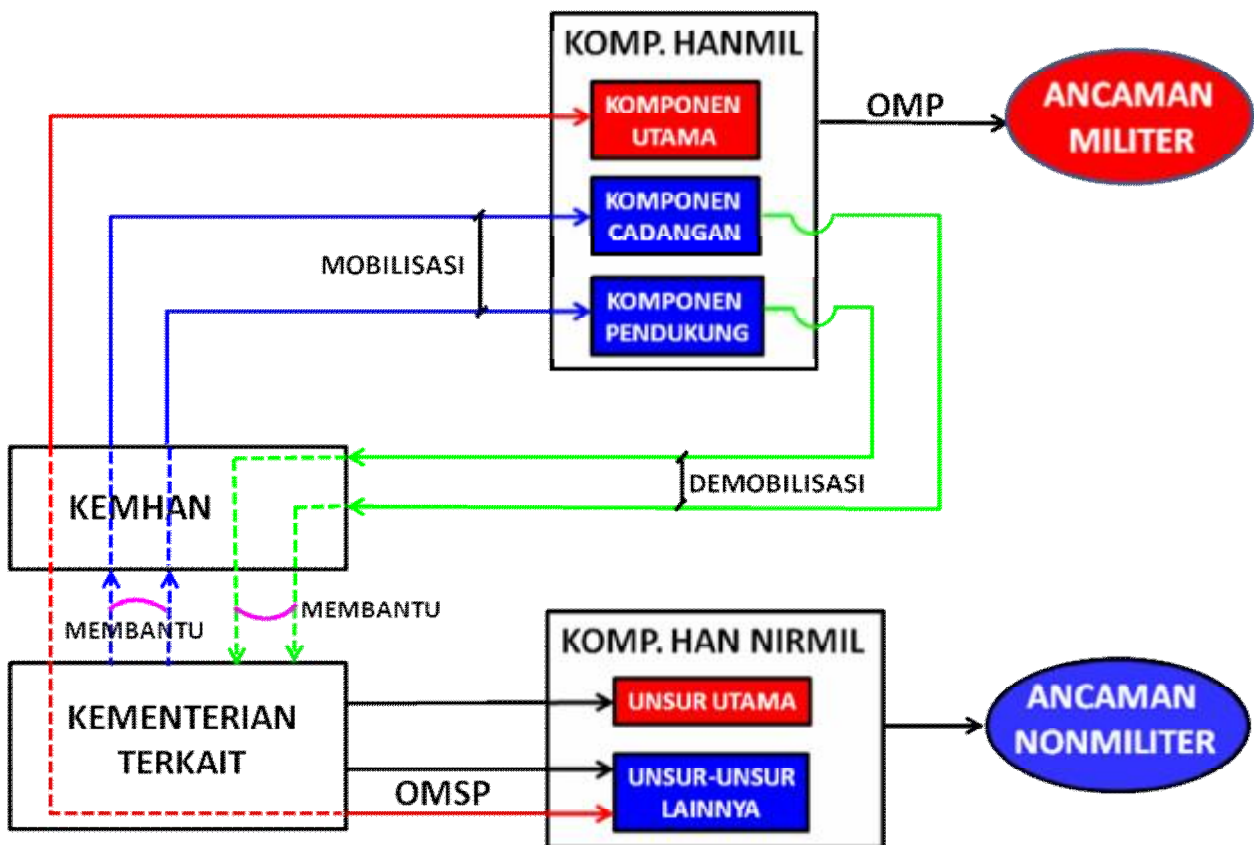 KOMP. HANMIL
KOMPONEN
UTAMA
OMP
ANCAMAN
MILITER
KOMPONEN
CADANGAN
MOBILISASI
KOMPONEN
PENDUKUNG
KEMHAN
DEMOBILISASI
MEMBANTU
MEMBANTU
KOMP. HAN NIRMIL
KEMENTERIAN
TERKAIT
UNSUR UTAMA
ANCAMAN
NONMILITER
OMSP
UNSUR-UNSUR
LAINNYA